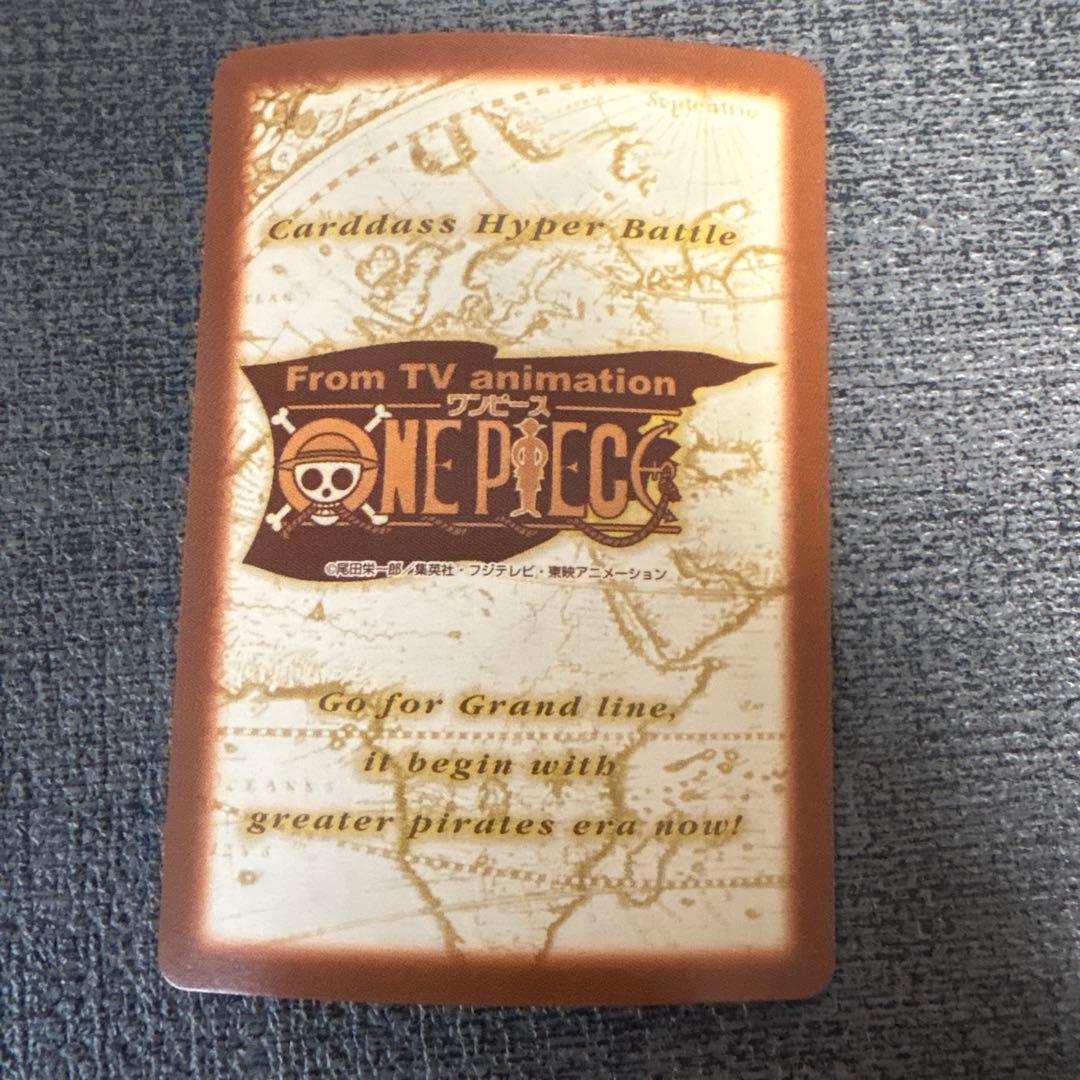 Septentrio
Carddass Hyper Battle
From TV animation
ワンピース
ONE PIECE
©尾田栄一郎／集英社・フジテレビ・東映アニメーション
Go for Grand line,
it begin with
greater pirates era now!